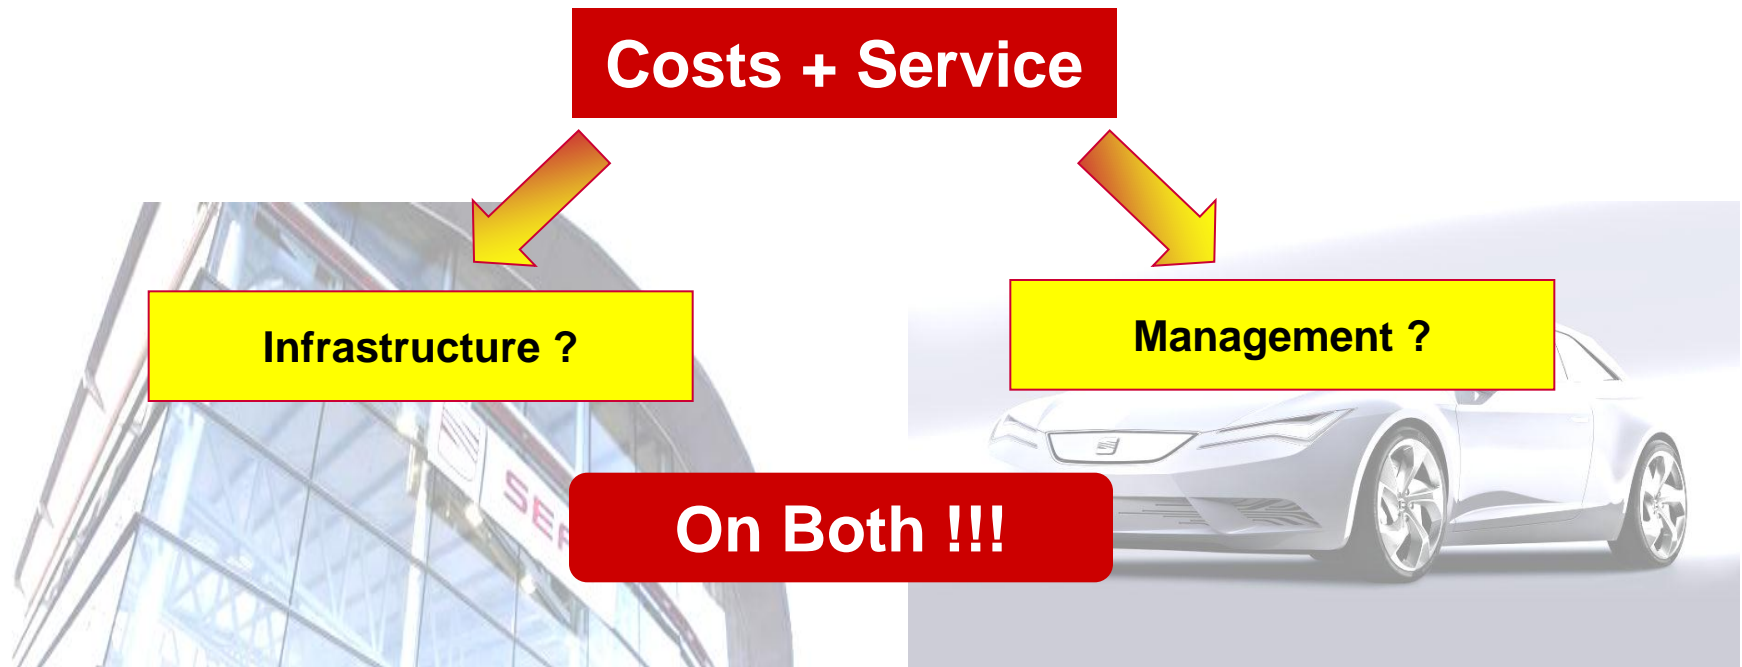 Costs + Service
Infrastructure ?
Management ?
On Both !!!